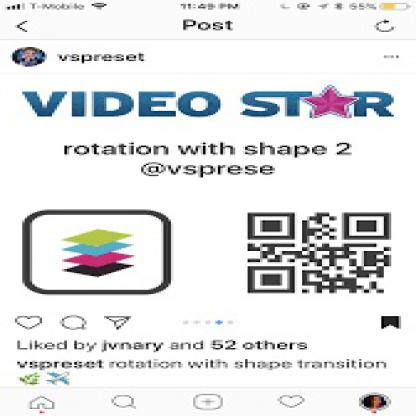 T-Mobile 11:49 PM 55%
Post
vspreset
VIDEO STAR
rotation with shape 2
@vsprese
Liked by jvnary and 52 others
vspreset rotation with shape transition